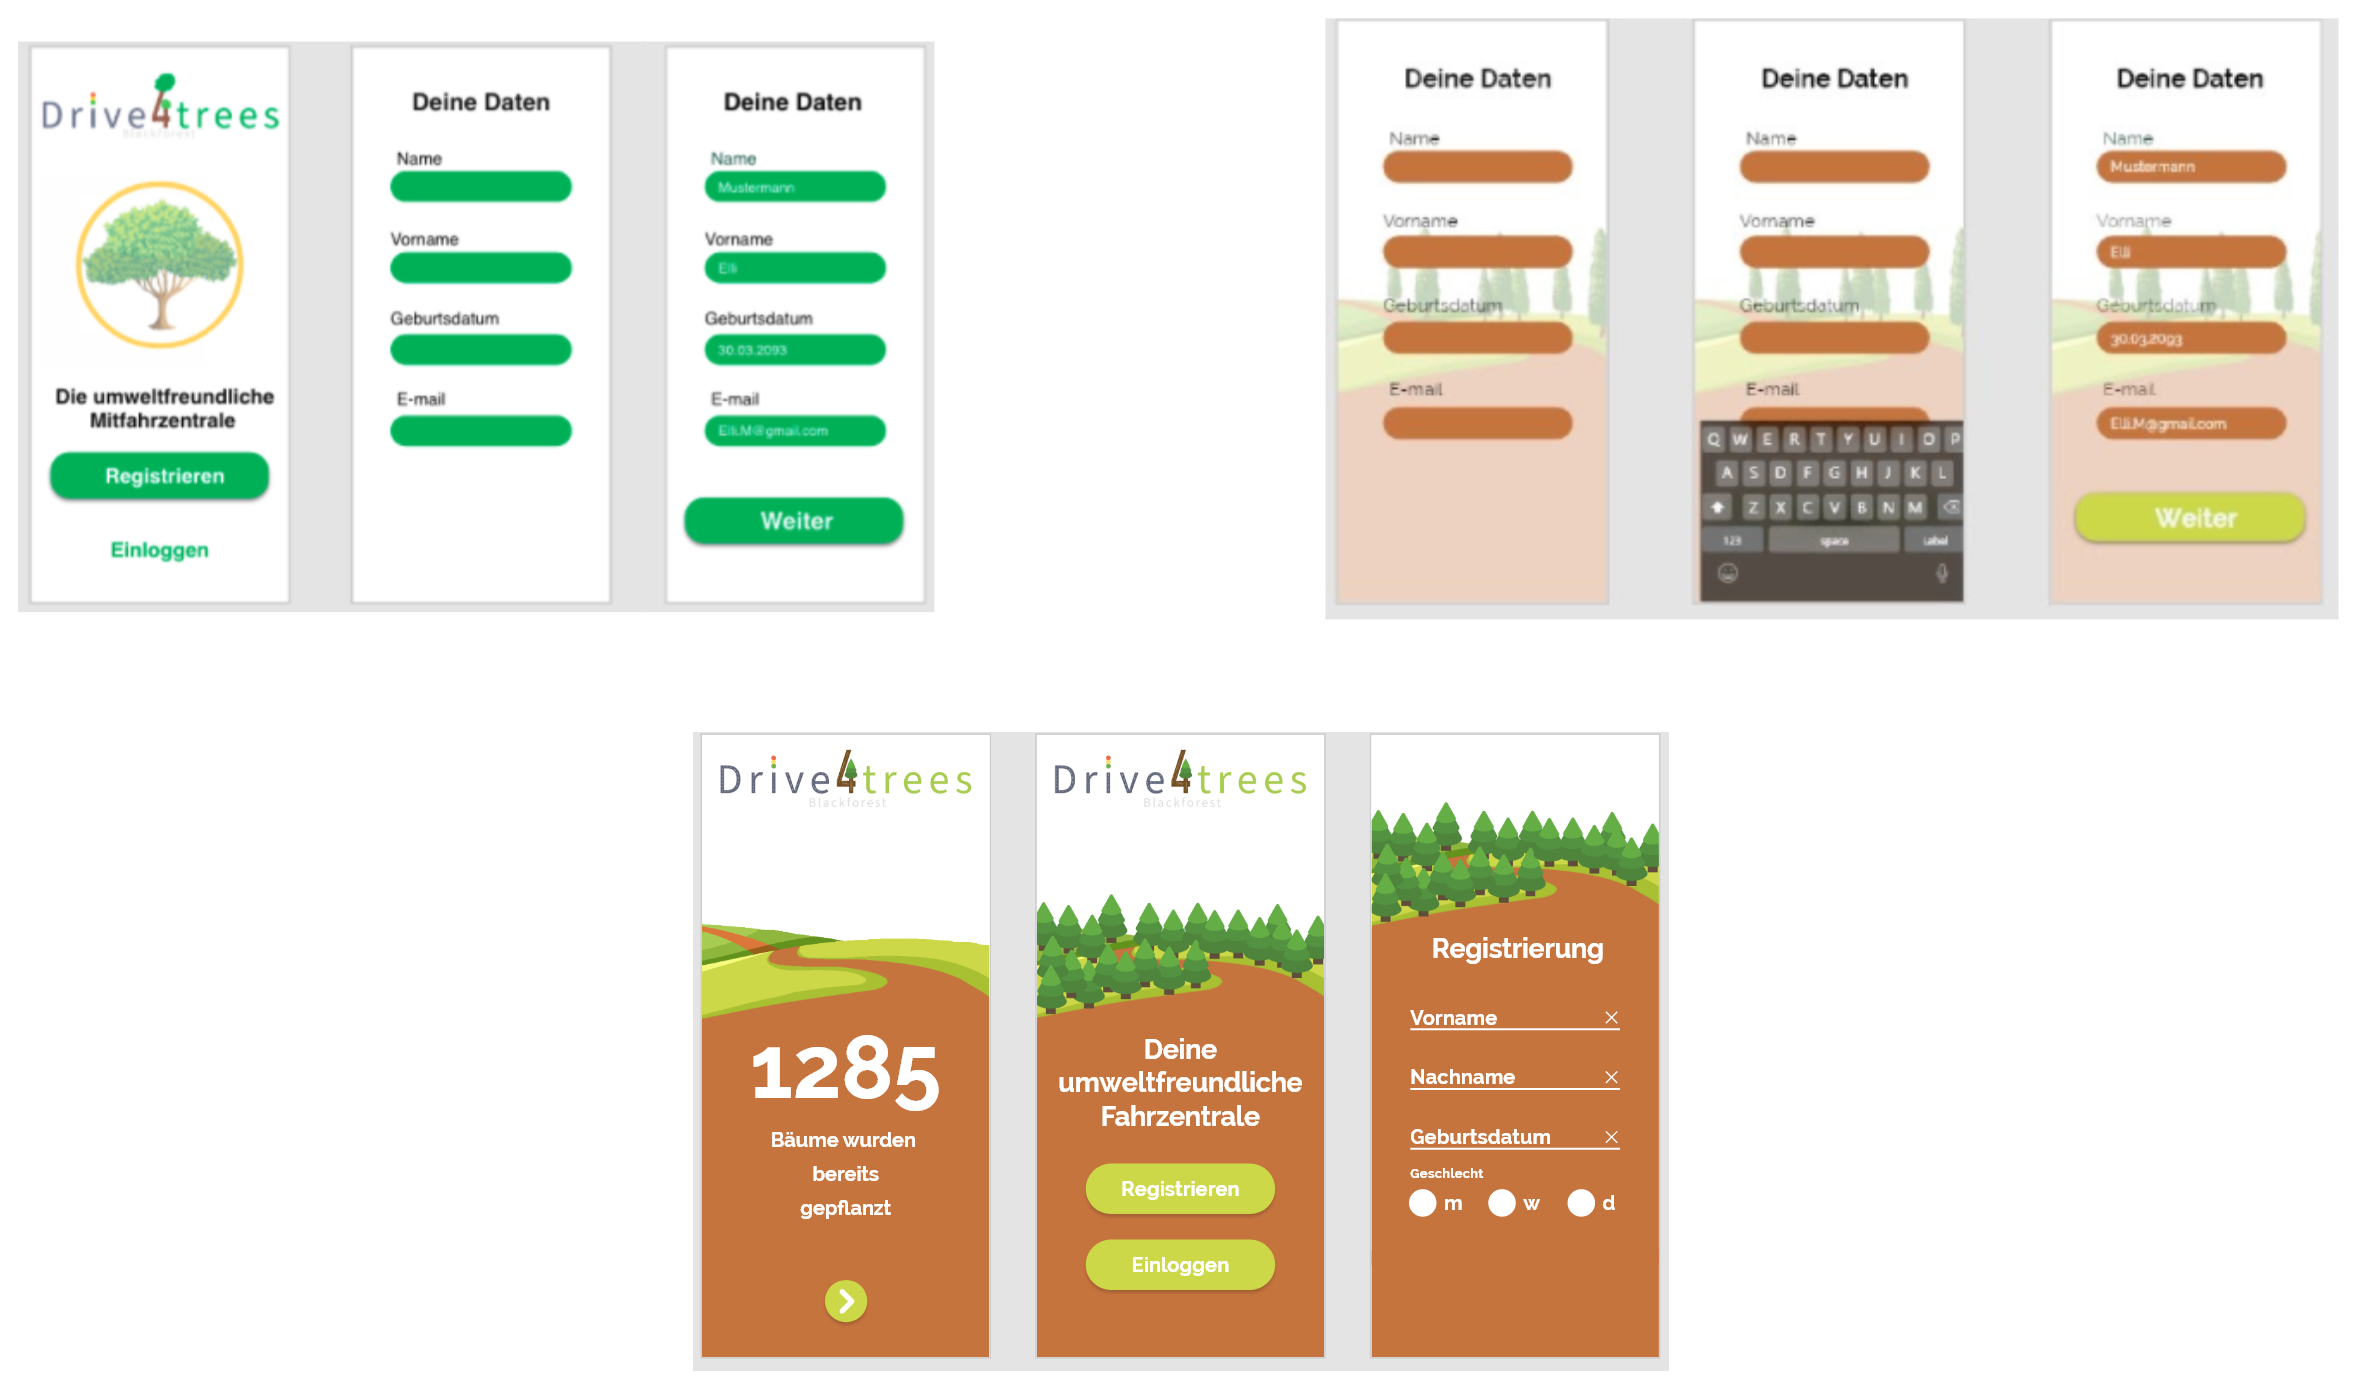 Drive4trees
Blackforest
Die umweltfreundliche
Mitfahrzentrale
Registrieren
Einloggen
Deine Daten
Name
Vorname
Geburtsdatum
E-mail
Deine Daten
Name
Mustermann
Vorname
Elli
Geburtsdatum
30.03.2093
E-mail
Elli.M@gmail.com
Weiter
Deine Daten
Name
Vorname
Geburtsdatum
E-mail
Deine Daten
Name
Vorname
Geburtsdatum
E-mail
Q W E R T Y U I O P
A S D F G H J K L
Z X C V B N M
123 space Label
Deine Daten
Name
Mustermann
Vorname
Elli
Geburtsdatum
30.03.2093
E-mail
Elli.M@gmail.com
Weiter
Drive4trees
Blackforest
1285
Bäume wurden
bereits
gepflanzt
Drive4trees
Blackforest
Deine
umweltfreundliche
Fahrzentrale
Registrieren
Einloggen
Registrierung
Vorname
Nachname
Geburtsdatum
Geschlecht
m w d